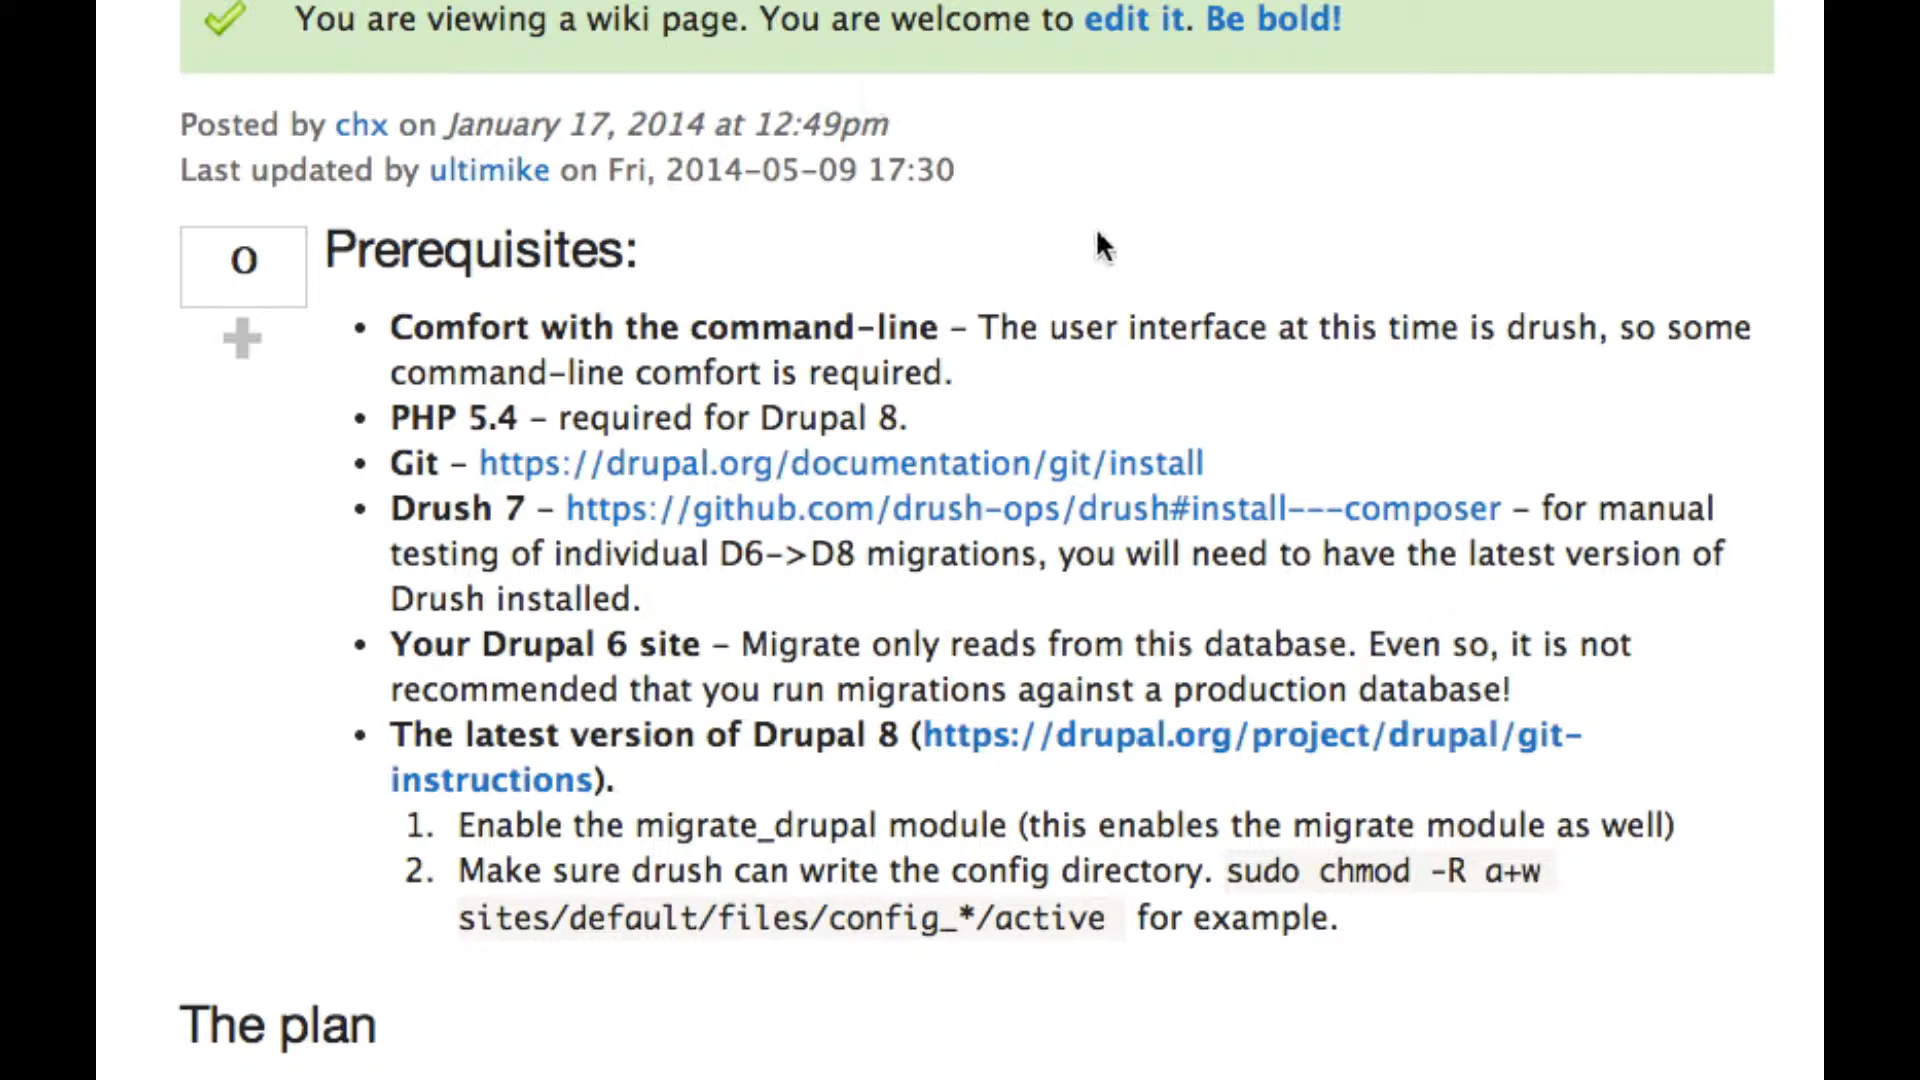 You are viewing a wiki page. You are welcome to edit it. Be bold!
Posted by chx on January 17, 2014 at 12:49pm
Last updated by ultimike on Fri, 2014-05-09 17:30
0
Prerequisites:
• Comfort with the command-line – The user interface at this time is drush, so some
command-line comfort is required.
• PHP 5.4 – required for Drupal 8.
• Git – https://drupal.org/documentation/git/install
• Drush 7 – https://github.com/drush-ops/drush#install---composer – for manual
testing of individual D6->D8 migrations, you will need to have the latest version of
Drush installed.
• Your Drupal 6 site – Migrate only reads from this database. Even so, it is not
recommended that you run migrations against a production database!
• The latest version of Drupal 8 (https://drupal.org/project/drupal/git-
instructions).
1. Enable the migrate_drupal module (this enables the migrate module as well)
2. Make sure drush can write the config directory. sudo chmod -R a+w
sites/default/files/config_*/active for example.
The plan